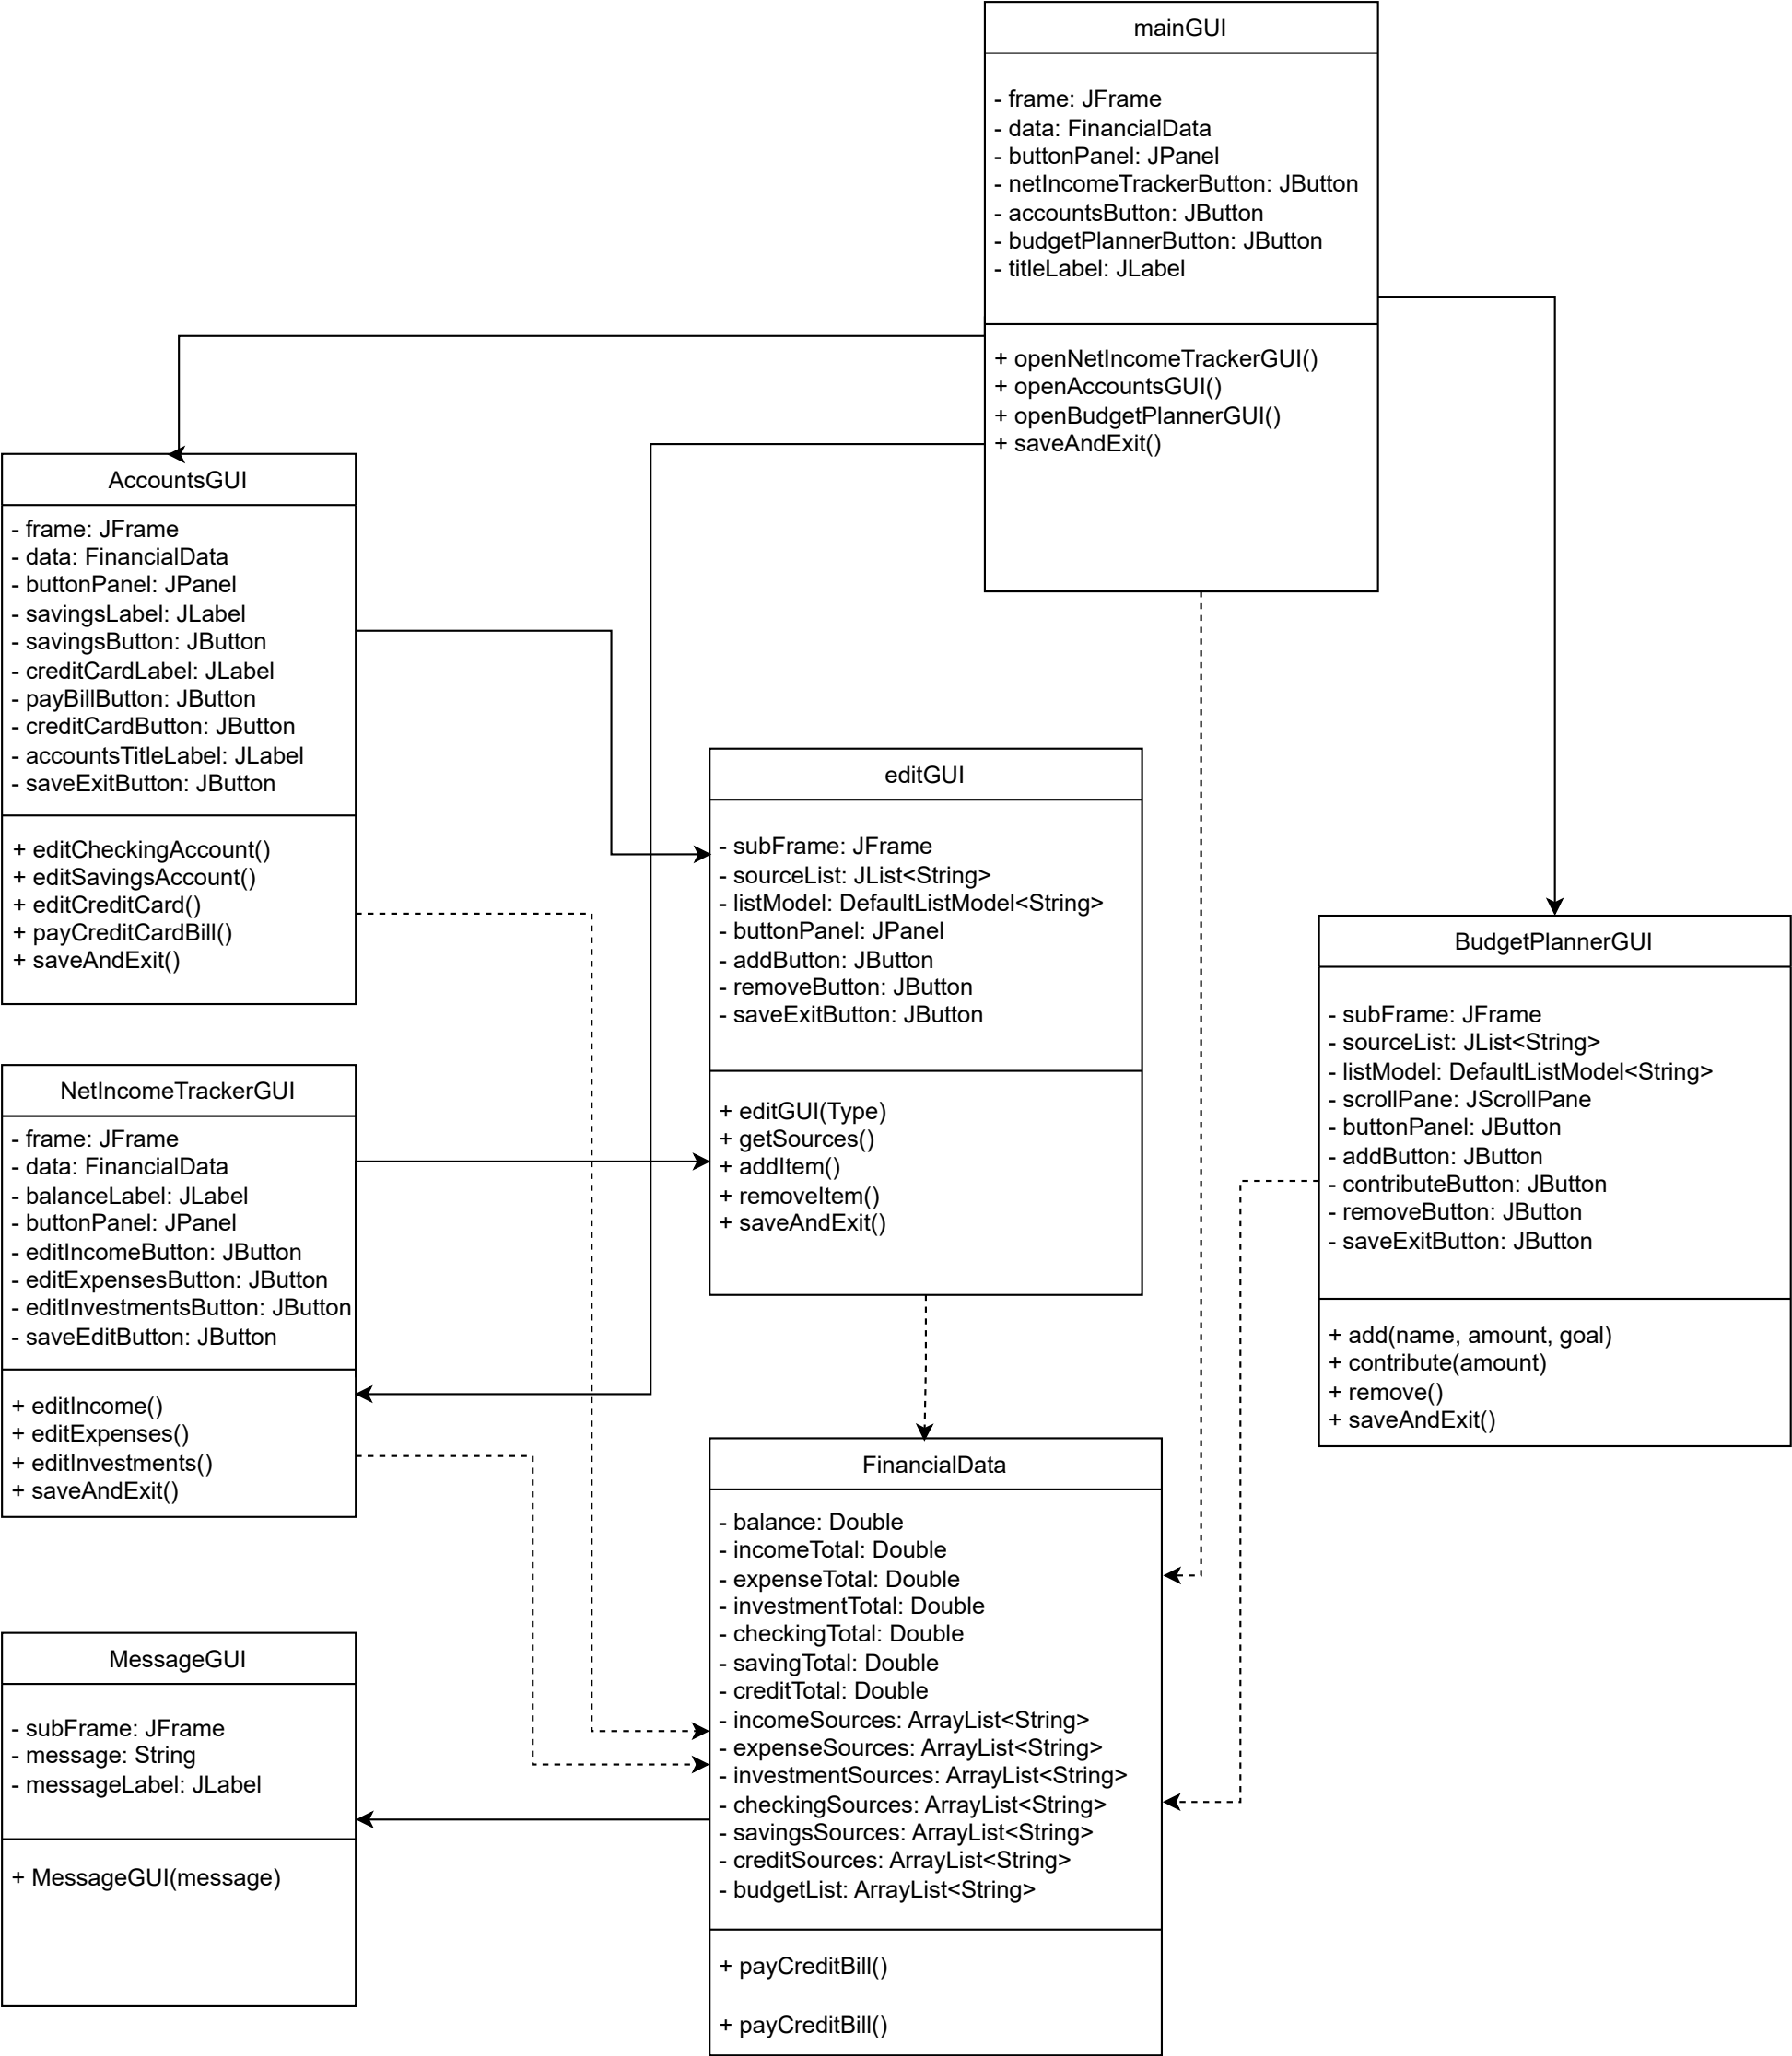 mainGUI
- frame: JFrame
- data: FinancialData
- buttonPanel: JPanel
- netIncomeTrackerButton: JButton
- accountsButton: JButton
- budgetPlannerButton: JButton
- titleLabel: JLabel
+ openNetIncomeTrackerGUI()
+ openAccountsGUI()
+ openBudgetPlannerGUI()
+ saveAndExit()
AccountsGUI
- frame: JFrame
- data: FinancialData
- buttonPanel: JPanel
- savingsLabel: JLabel
- savingsButton: JButton
- creditCardLabel: JLabel
- payBillButton: JButton
- creditCardButton: JButton
- accountsTitleLabel: JLabel
- saveExitButton: JButton
+ editCheckingAccount()
+ editSavingsAccount()
+ editCreditCard()
+ payCreditCardBill()
+ saveAndExit()
editGUI
- subFrame: JFrame
- sourceList: JList<String>
- listModel: DefaultListModel<String>
- buttonPanel: JPanel
- addButton: JButton
- removeButton: JButton
- saveExitButton: JButton
+ editGUI(Type)
+ getSources()
+ addItem()
+ removeItem()
+ saveAndExit()
BudgetPlannerGUI
- subFrame: JFrame
- sourceList: JList<String>
- listModel: DefaultListModel<String>
- scrollPane: JScrollPane
- buttonPanel: JButton
- addButton: JButton
- contributeButton: JButton
- removeButton: JButton
- saveExitButton: JButton
+ add(name, amount, goal)
+ contribute(amount)
+ remove()
+ saveAndExit()
NetIncomeTrackerGUI
- frame: JFrame
- data: FinancialData
- balanceLabel: JLabel
- buttonPanel: JPanel
- editIncomeButton: JButton
- editExpensesButton: JButton
- editInvestmentsButton: JButton
- saveEditButton: JButton
+ editIncome()
+ editExpenses()
+ editInvestments()
+ saveAndExit()
FinancialData
- balance: Double
- incomeTotal: Double
- expenseTotal: Double
- investmentTotal: Double
- checkingTotal: Double
- savingTotal: Double
- creditTotal: Double
- incomeSources: ArrayList<String>
- expenseSources: ArrayList<String>
- investmentSources: ArrayList<String>
- checkingSources: ArrayList<String>
- savingsSources: ArrayList<String>
- creditSources: ArrayList<String>
- budgetList: ArrayList<String>
+ payCreditBill()
+ payCreditBill()
MessageGUI
- subFrame: JFrame
- message: String
- messageLabel: JLabel
+ MessageGUI(message)